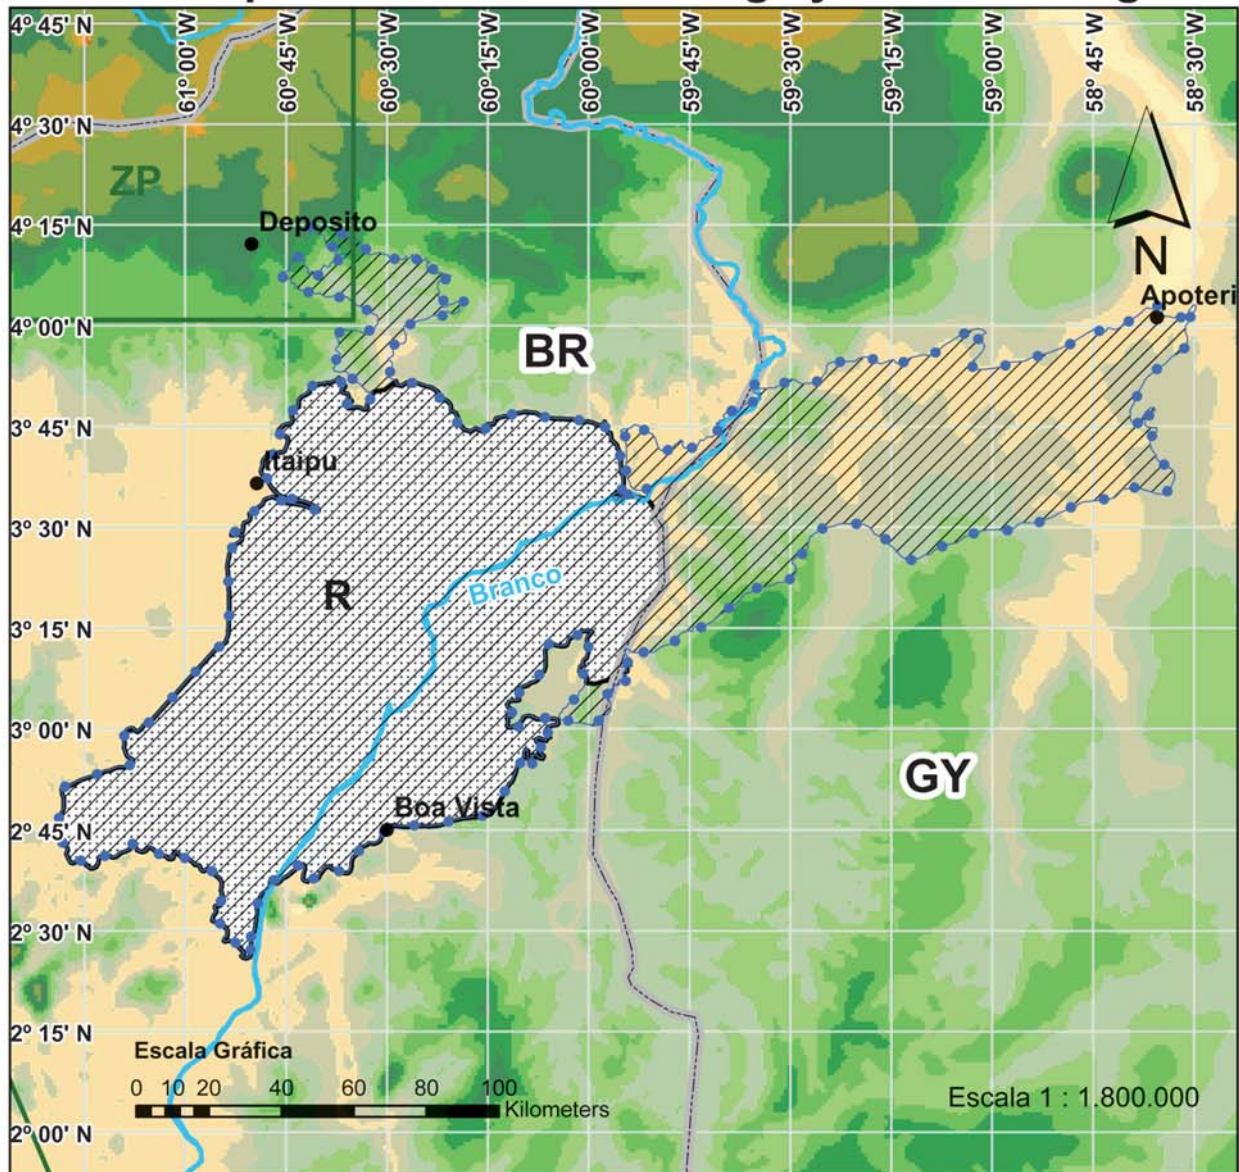 4° 45' N
61° 00' W
60° 45' W
60° 30' W
60° 15' W
60° 00' W
59° 45' W
59° 30' W
59° 15' W
59° 00' W
58° 45' W
58° 30' W
4° 30' N
ZP
4° 15' N
Deposito
N
Apoteri
4° 00' N
BR
3° 45' N
Itaipu
3° 30' N
R
Branco
3° 15' N
3° 00' N
GY
Boa Vista
2° 45' N
2° 30' N
2° 15' N
Escala Gráfica
0 10 20 40 60 80 100
Kilometers
Escala 1 : 1.800.000
2° 00' N